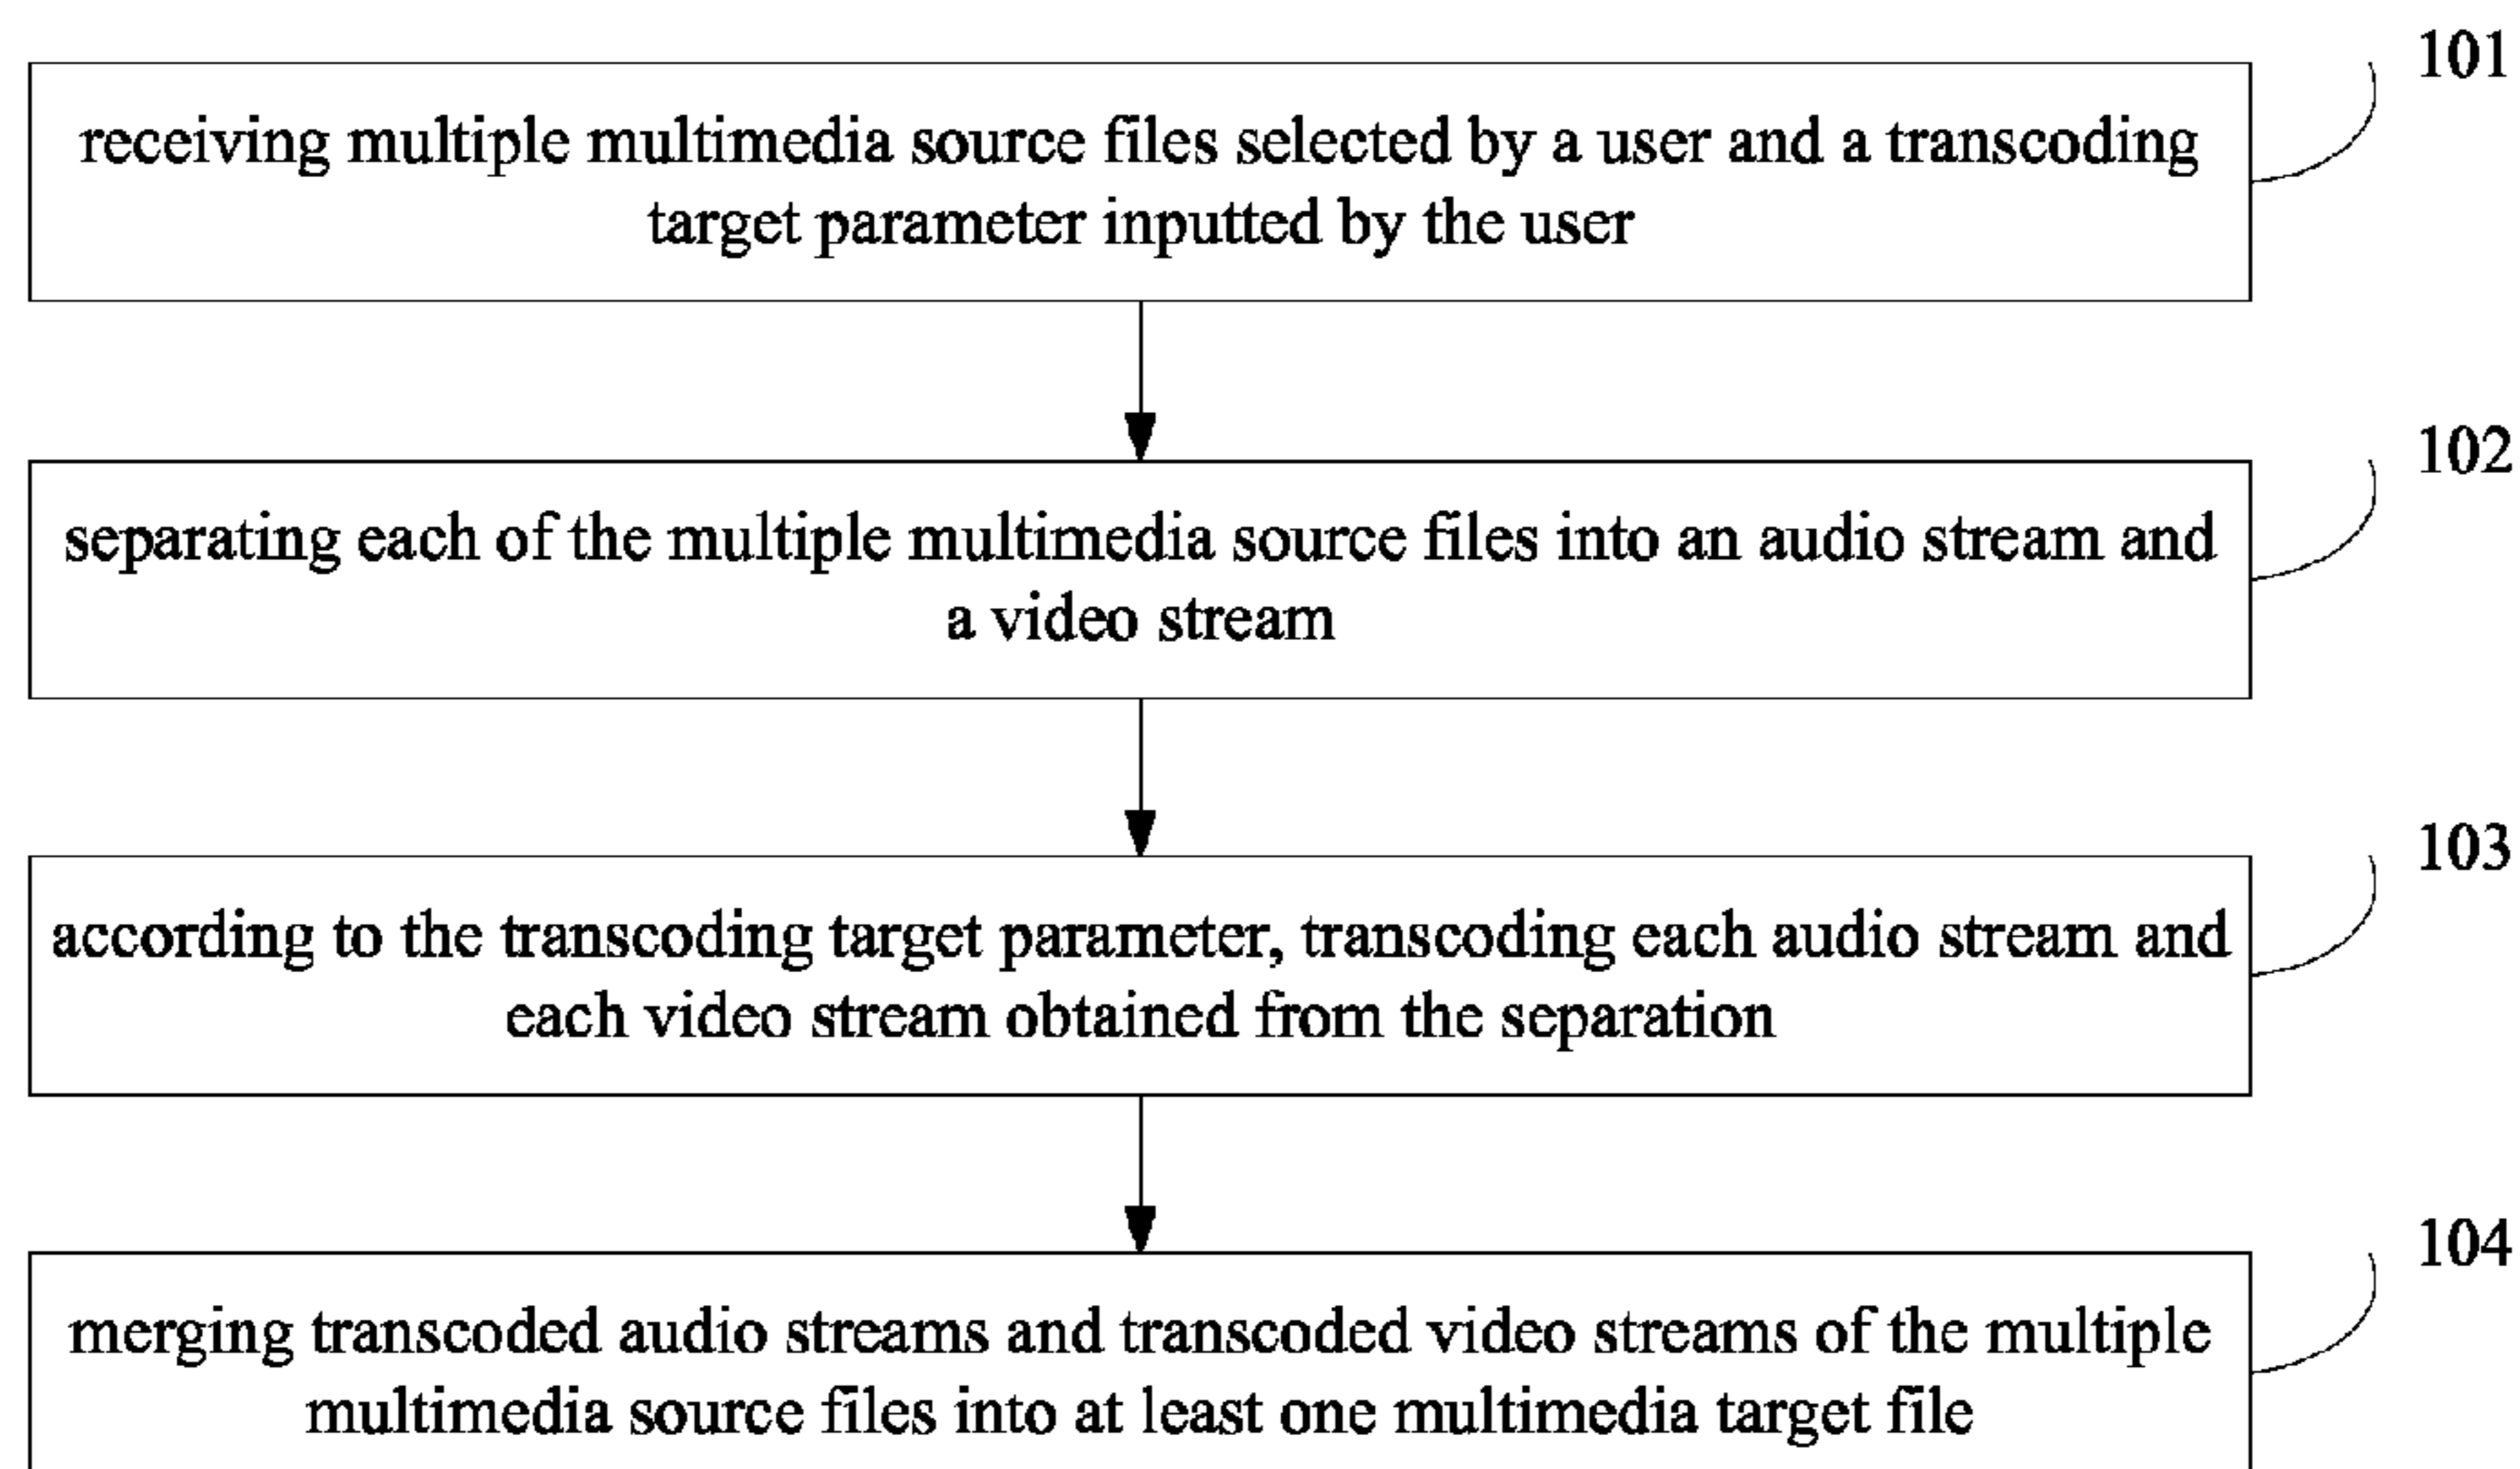 101
receiving multiple multimedia source files selected by a user and a transcoding
target parameter inputted by the user
102
separating each of the multiple multimedia source files into an audio stream and
a video stream
103
according to the transcoding target parameter, transcoding each audio stream and
each video stream obtained from the separation
104
merging transcoded audio streams and transcoded video streams of the multiple
multimedia source files into at least one multimedia target file